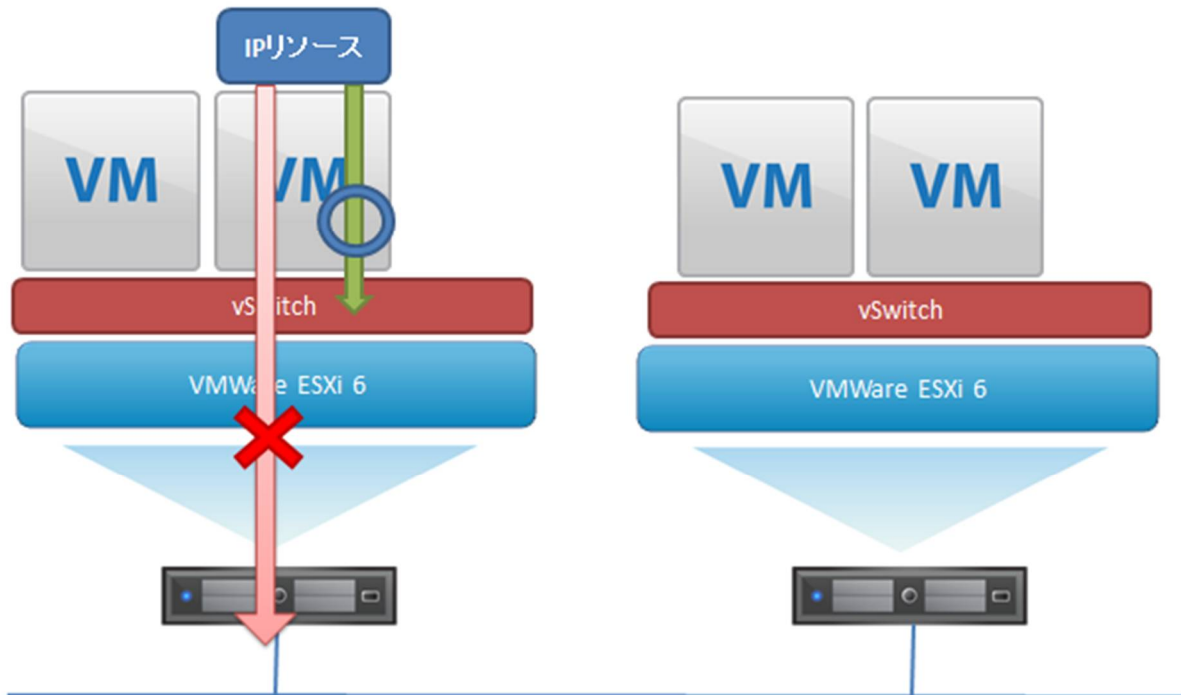 IPリソース
VM
VM
vSwitch
VMWare ESXi 6
VM
VM
vSwitch
VMWare ESXi 6